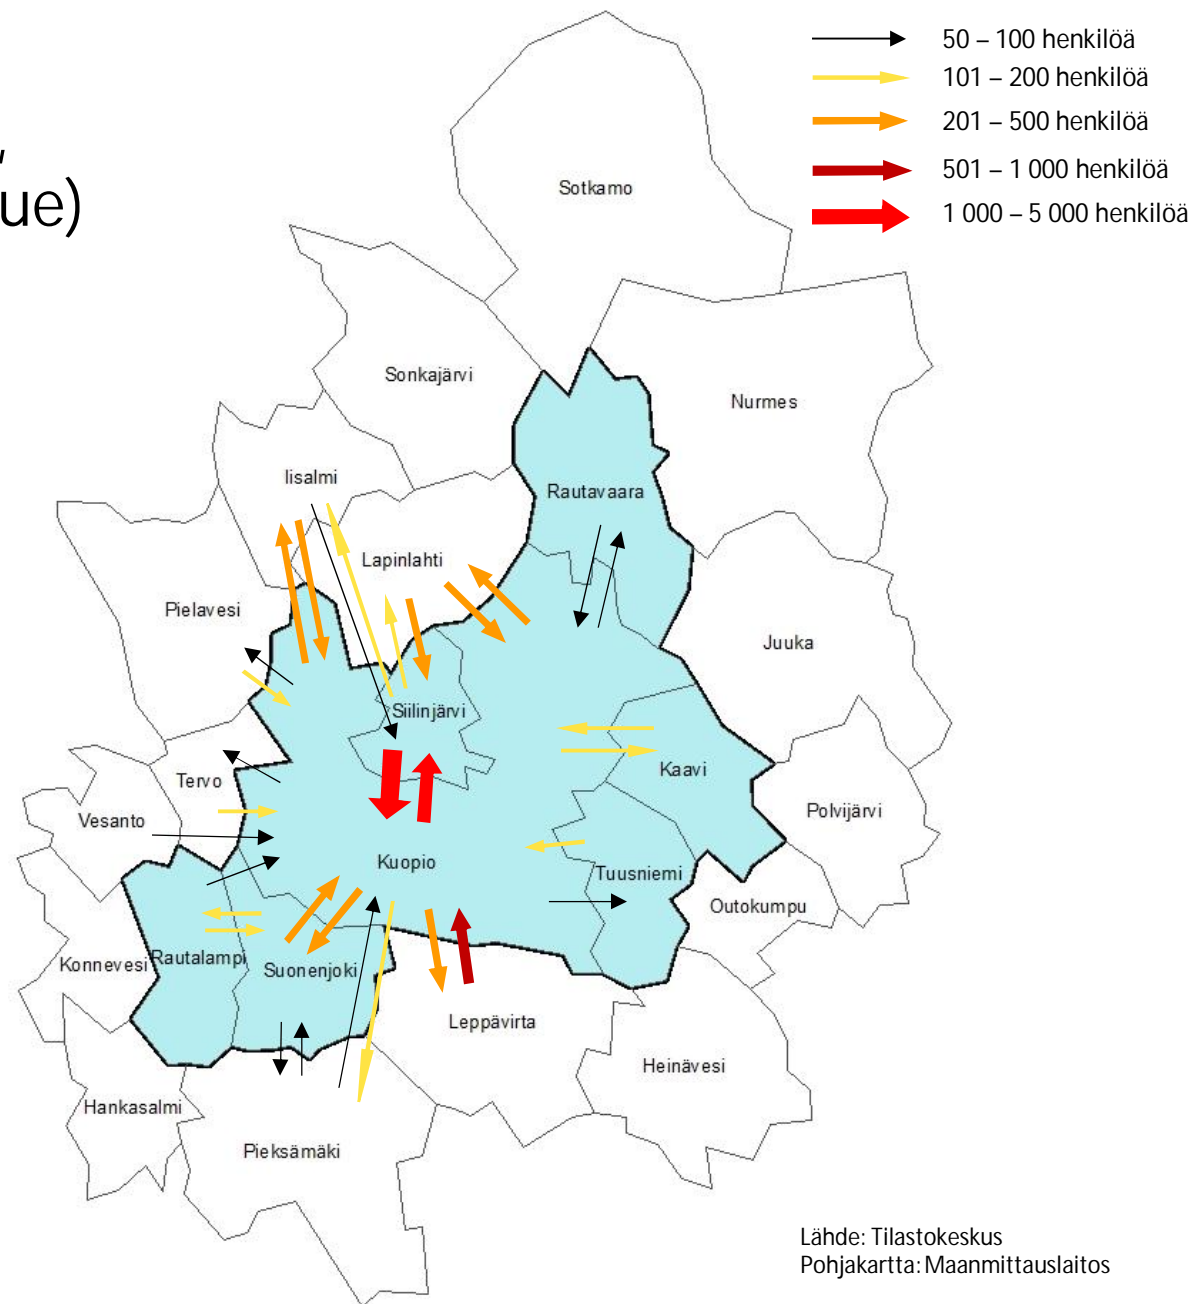 ue)
50 – 100 henkilöä
101 – 200 henkilöä
201 – 500 henkilöä
501 – 1 000 henkilöä
1 000 – 5 000 henkilöä
Sotkamo
Sonkajärvi
Nurmes
Iisalmi
Rautavaara
Lapinlahti
Pielavesi
Juuka
Siilinjärvi
Kaavi
Tervo
Vesanto
Polvijärvi
Kuopio
Tuusniemi
Outokumpu
Konnevesi
Rautalampi
Suonenjoki
Leppävirta
Heinävesi
Hankasalmi
Pieksämäki
Lähde: Tilastokeskus
Pohjakartta: Maanmittauslaitos